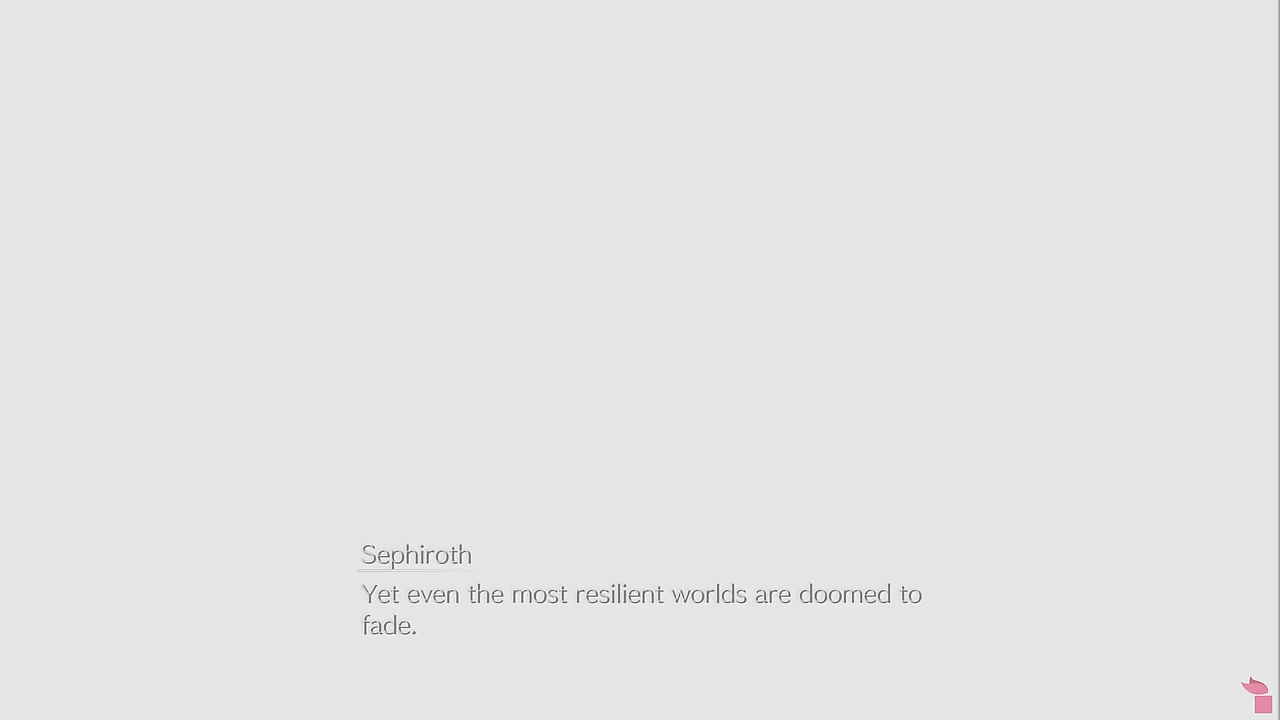 Sephiroth
Yet even the most resilient worlds are doomed to
fade.